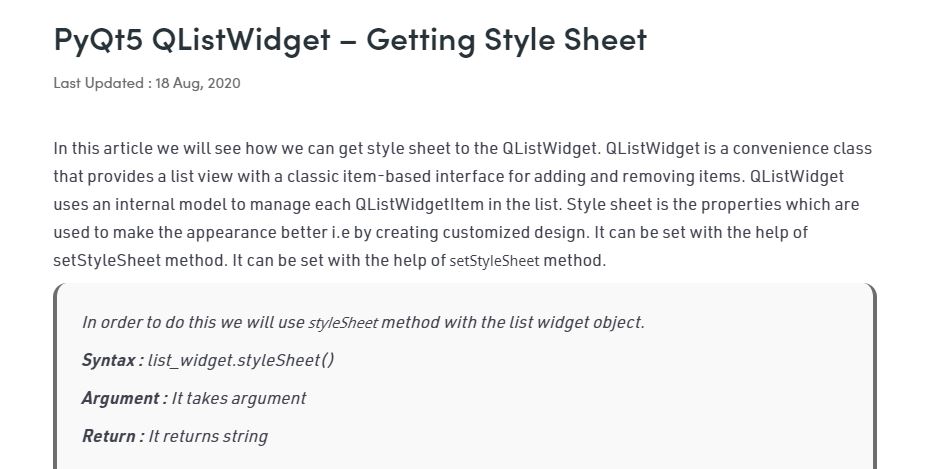 PyQt5 QListWidget – Getting Style Sheet
Last Updated : 18 Aug, 2020
In this article we will see how we can get style sheet to the QListWidget. QListWidget is a convenience class
that provides a list view with a classic item-based interface for adding and removing items. QListWidget
uses an internal model to manage each QListWidgetItem in the list. Style sheet is the properties which are
used to make the appearance better i.e by creating customized design. It can be set with the help of
setStyleSheet method. It can be set with the help of setStyleSheet method.
In order to do this we will use styleSheet method with the list widget object.
Syntax : list_widget.styleSheet()
Argument : It takes argument
Return : It returns string